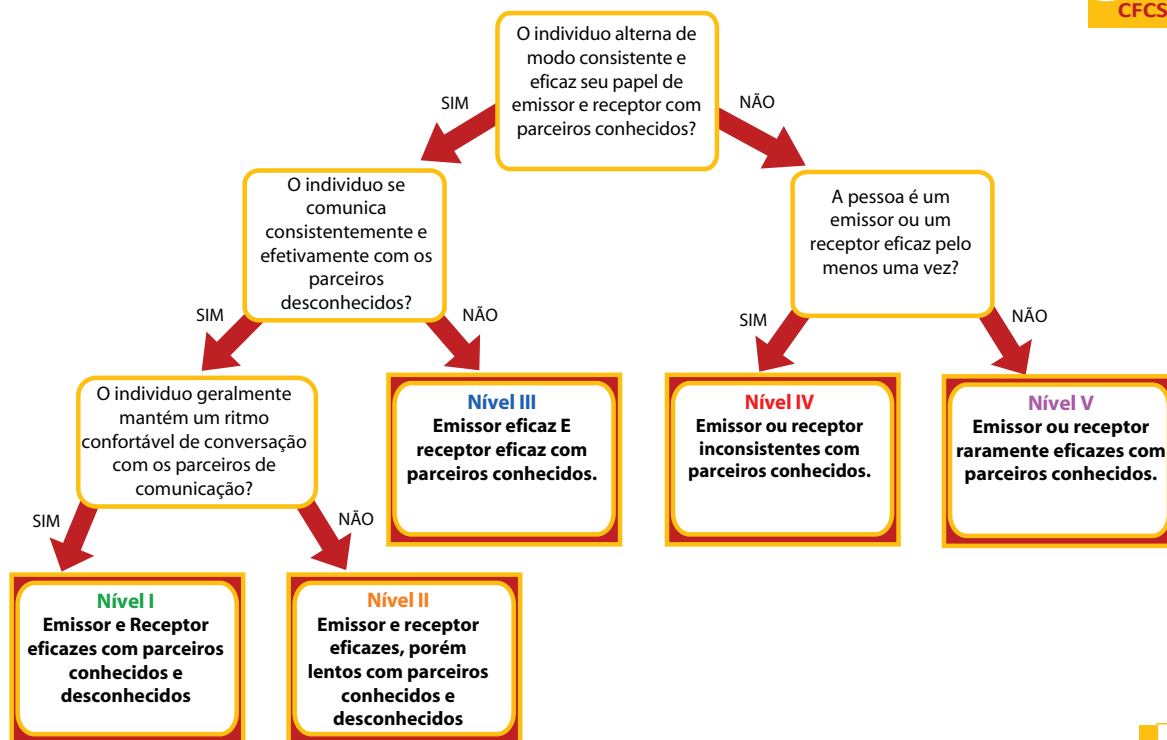 CFCS
O individuo alterna de
modo consistente e
eficaz seu papel de
emissor e receptor com
parceiros conhecidos?
SIM
NÃO
O individuo se
comunica
consistentemente e
efetivamente com os
parceiros
desconhecidos?
A pessoa é um
emissor ou um
receptor eficaz pelo
menos uma vez?
SIM
NÃO
SIM
NÃO
O individuo geralmente
mantém um ritmo
confortável de conversação
com os parceiros de
comunicação?
Nível III
Emissor eficaz E
receptor eficaz com
parceiros conhecidos.
Nível IV
Emissor ou receptor
inconsistentes com
parceiros conhecidos.
Nível V
Emissor ou receptor
raramente eficazes com
parceiros conhecidos.
SIM
NÃO
Nível I
Emissor e Receptor
eficazes com parceiros
conhecidos e
desconhecidos
Nível II
Emissor e receptor
eficazes, porém
lentos com parceiros
conhecidos e
desconhecidos